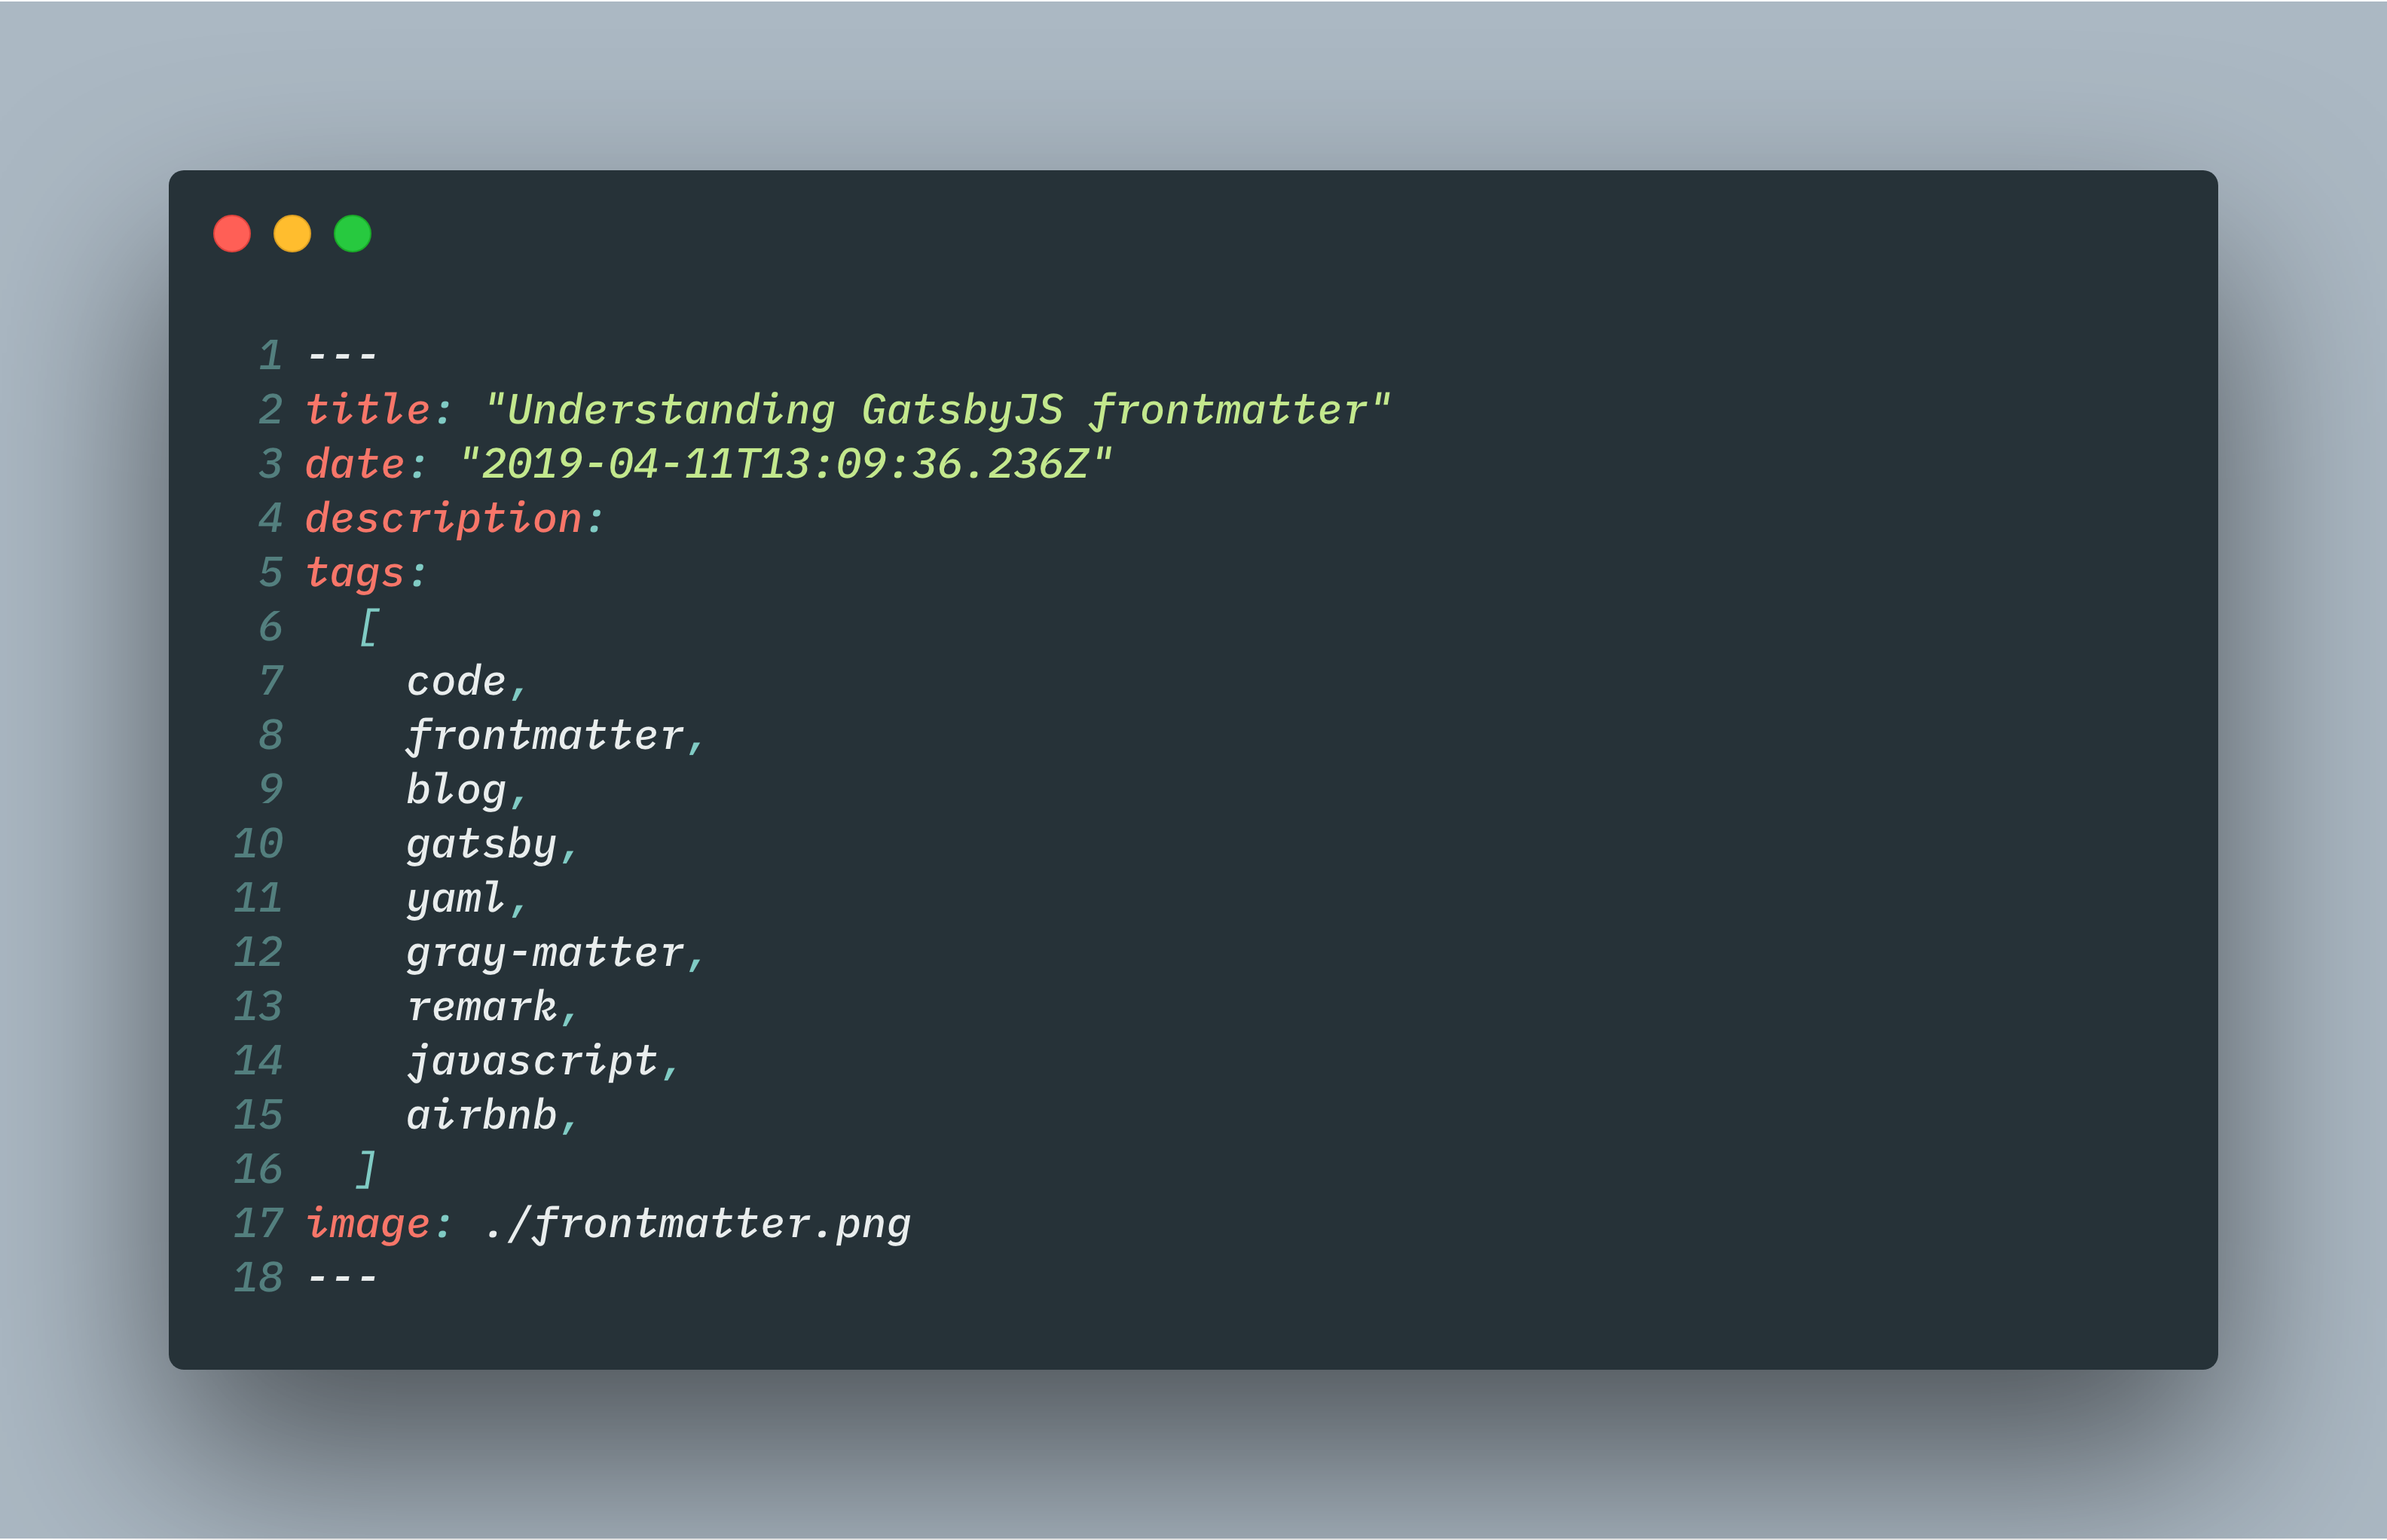 1 ---
2 title: "Understanding GatsbyJS frontmatter"
3 date: "2019-04-11T13:09:36.236Z"
4 description:
5 tags:
6   [
7     code,
8     frontmatter,
9     blog,
10     gatsby,
11     yaml,
12     gray-matter,
13     remark,
14     javascript,
15     airbnb,
16   ]
17 image: ./frontmatter.png
18 ---